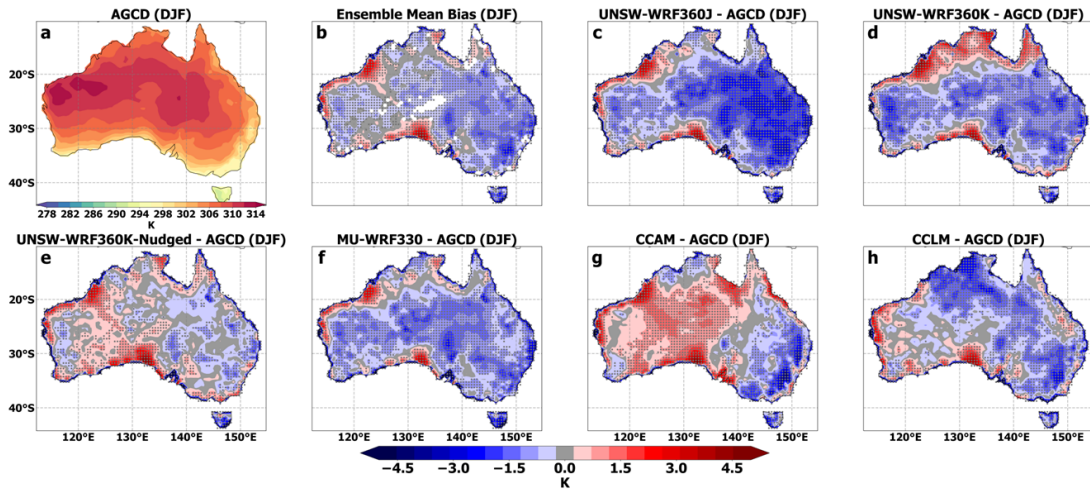 AGCD (DJF)
Ensemble Mean Bias (DJF)
UNSW-WRF360J - AGCD (DJF)
UNSW-WRF360K - AGCD (DJF)
a
b
c
d
20°S
30°S
40°S
278 282 286 290 294 298 302 306 310 314
K
UNSW-WRF360K-Nudged - AGCD (DJF)
MU-WRF330 - AGCD (DJF)
CCAM - AGCD (DJF)
CCLM - AGCD (DJF)
e
f
g
h
20°S
30°S
40°S
120°E 130°E 140°E 150°E
120°E 130°E 140°E 150°E
120°E 130°E 140°E 150°E
120°E 130°E 140°E 150°E
−4.5 −3.0 −1.5 0.0 1.5 3.0 4.5
K